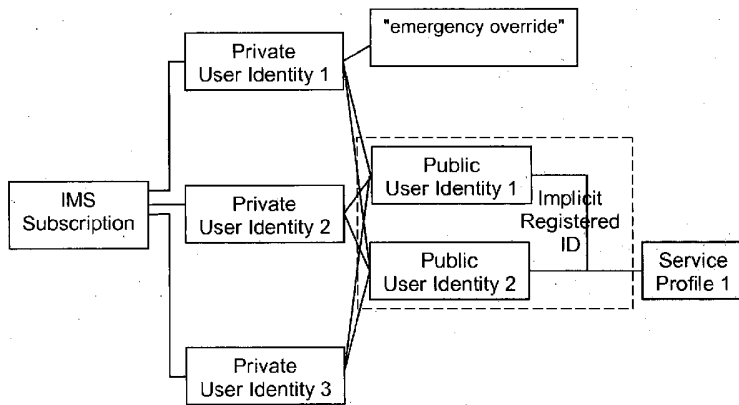 "emergency override"
Private
User Identity 1
Public
User Identity 1
IMS
Subscription
Private
User Identity 2
Implicit
Registered
ID
Public
User Identity 2
Service
Profile 1
Private
User Identity 3